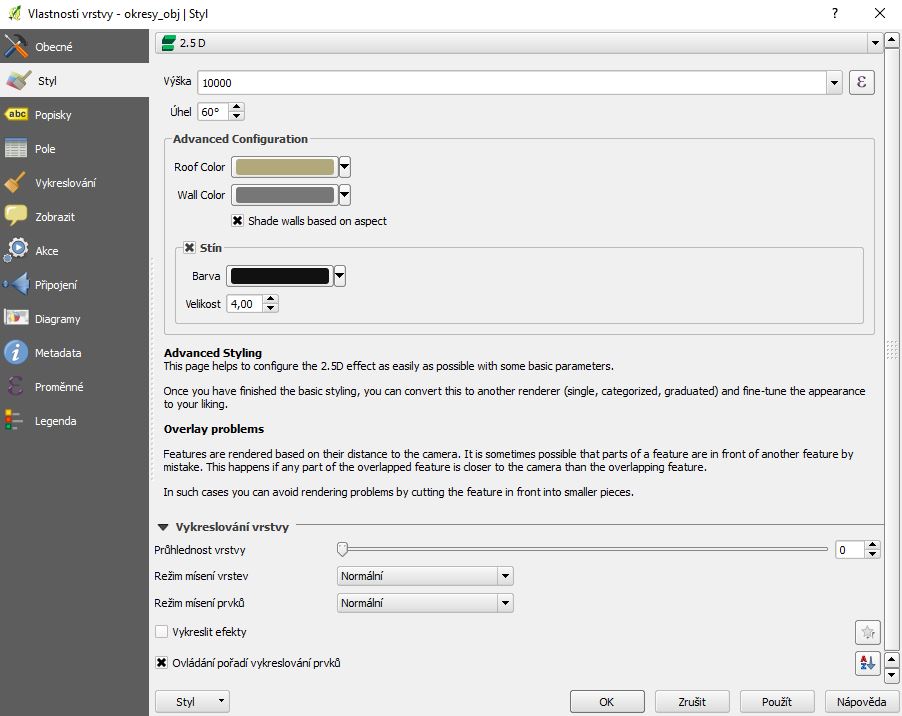 Vlastnosti vrstvy - okresy_obj | Styl
?
Obecné
Styl
abc Popisky
Pole
Vykreslování
Zobrazit
Akce
Připojení
Diagramy
Metadata
Proměnné
Legenda
2.5 D
Výška 10000 ε
Úhel 60°
Advanced Configuration
Roof Color
Wall Color
Shade walls based on aspect
Stín
Barva
Velikost 4,00
Advanced Styling
This page helps to configure the 2.5D effect as easily as possible with some basic parameters.
Once you have finished the basic styling, you can convert this to another renderer (single, categorized, graduated) and fine-tune the appearance
to your liking.
Overlay problems
Features are rendered based on their distance to the camera. It is sometimes possible that parts of a feature are in front of another feature by
mistake. This happens if any part of the overlapped feature is closer to the camera than the overlapping feature.
In such cases you can avoid rendering problems by cutting the feature in front into smaller pieces.
Vykreslování vrstvy
Průhlednost vrstvy 0
Režim mísení vrstev Normální
Režim mísení prvků Normální
Vykreslit efekty
Ovládání pořadí vykreslování prvků AZ
Styl OK Zrušit Použít Nápověda